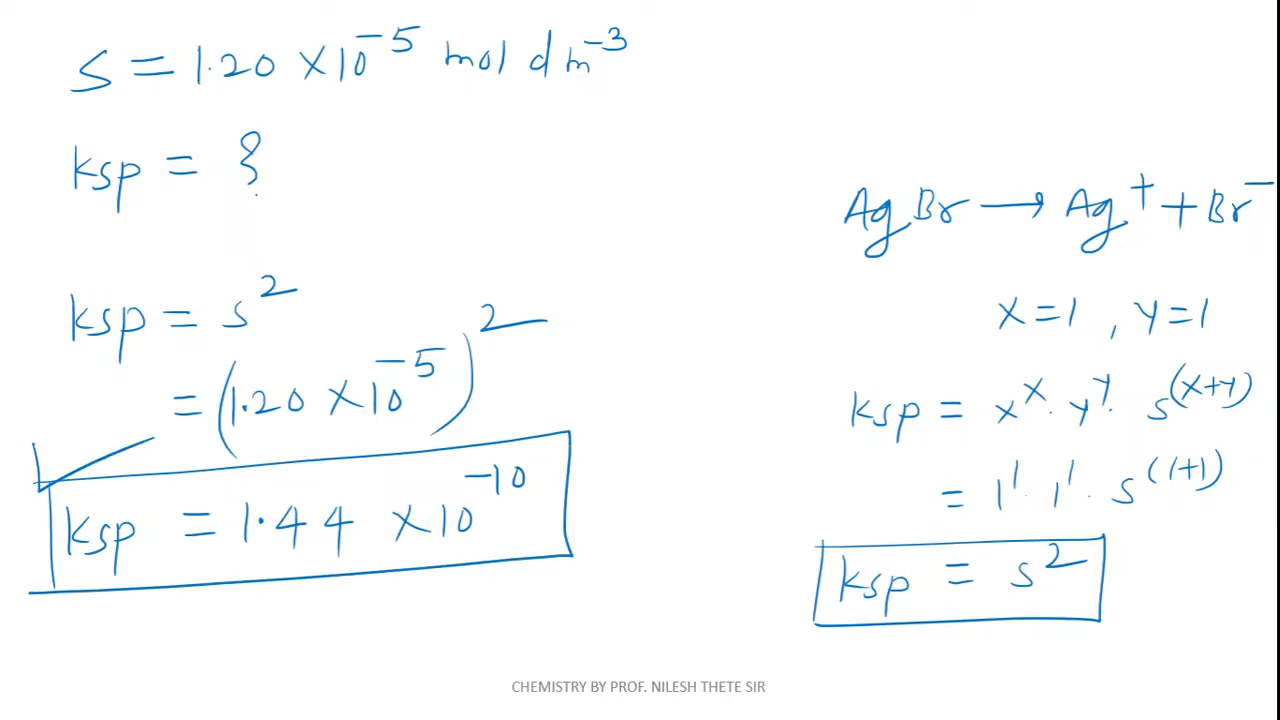 S = 1.20 × 10⁻⁵ mol dm⁻³
ksp = ?
ksp = s²
= (1.20 × 10⁻⁵)²
ksp = 1.44 × 10⁻¹⁰
AgBr → Ag⁺ + Br⁻
x = 1 , y = 1
ksp = xˣ · yʸ · s⁽ˣ⁺ʸ⁾
= 1¹ · 1¹ · s⁽¹⁺¹⁾
ksp = s²
CHEMISTRY BY PROF. NILESH THETE SIR